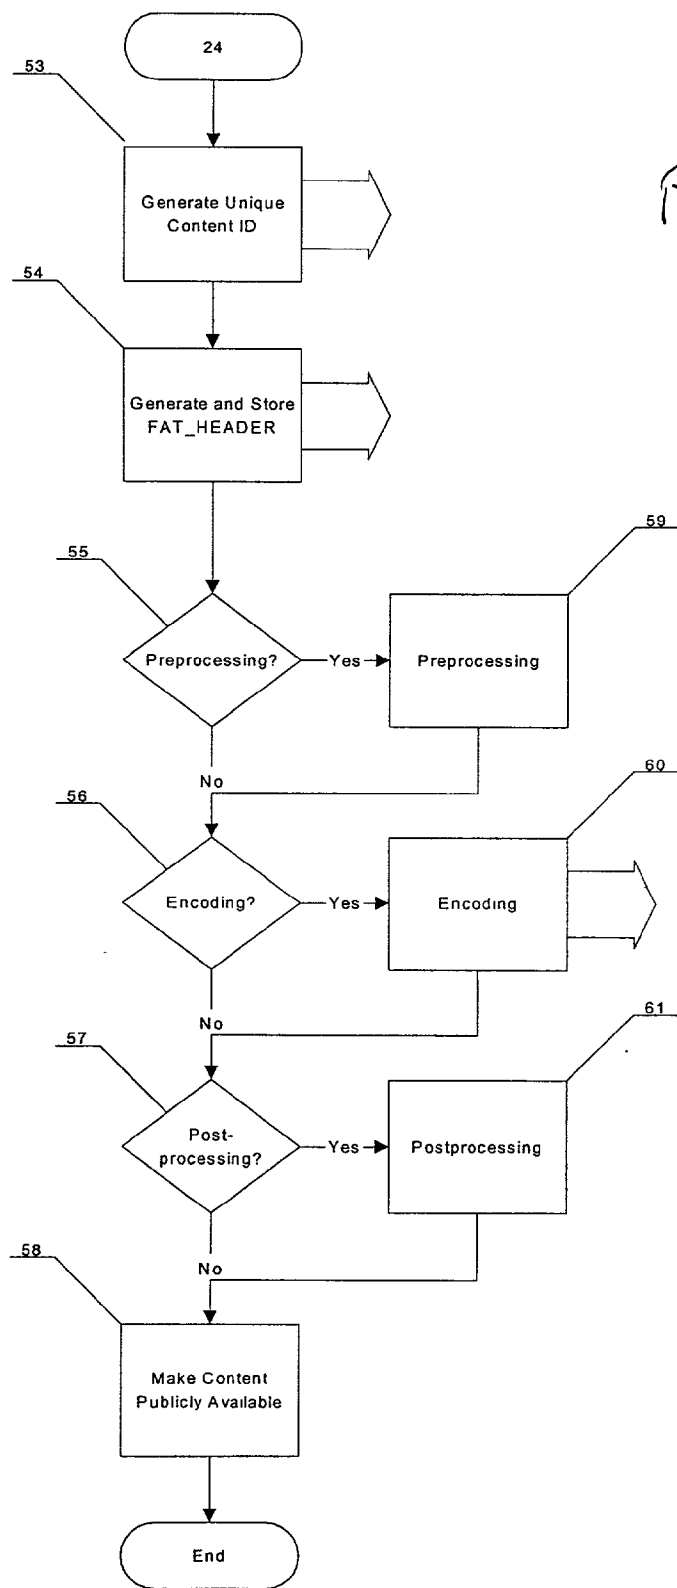 24
53
Generate Unique
Content ID
54
Generate and Store
FAT_HEADER
55
Preprocessing?
Yes
Preprocessing
59
No
56
Encoding?
Yes
Encoding
60
No
57
Post-
processing?
Yes
Postprocessing
61
No
58
Make Content
Publicly Available
End